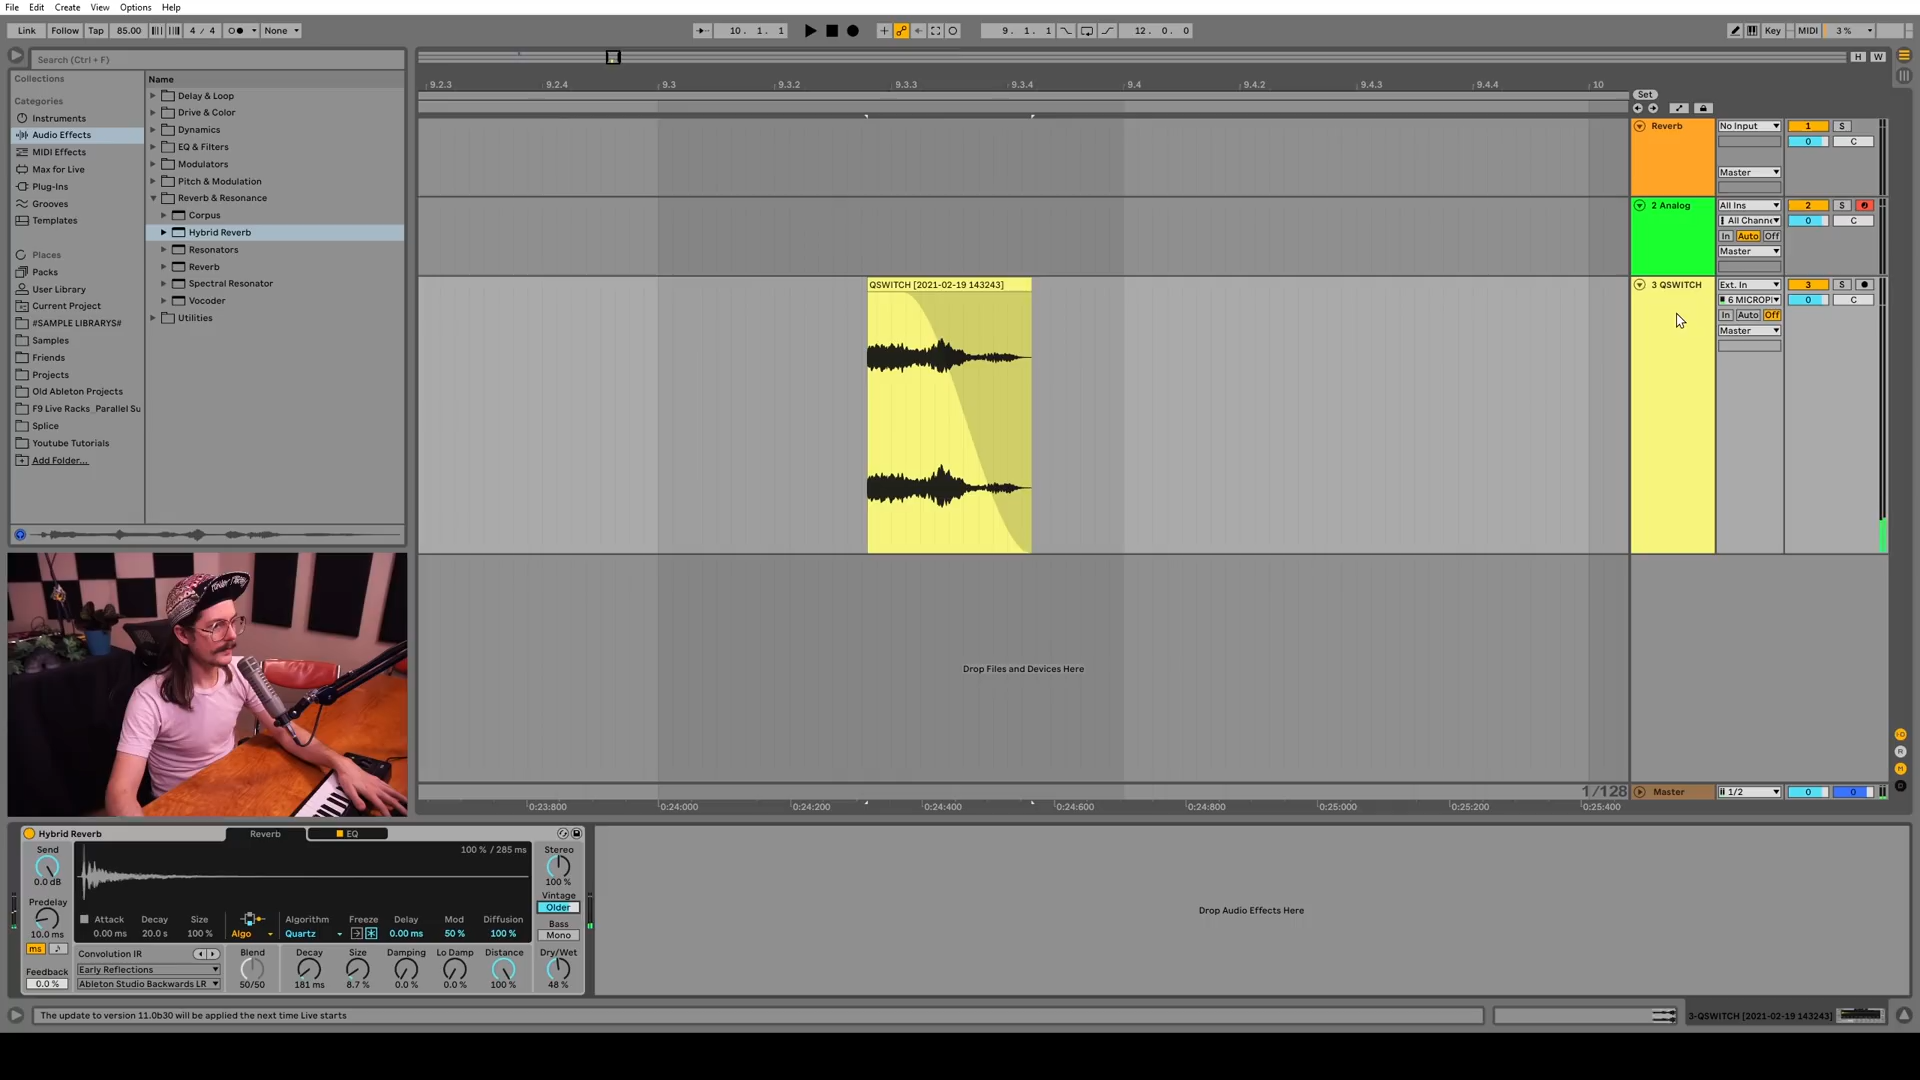 File Edit Create View Options Help
Link Follow Tap 85.00 4 / 4 None 10. 1. 1 9. 1. 1 12. 0. 0 Key MIDI 3 %
Search (Ctrl + F)
H W
Collections
Categories
Instruments
Audio Effects
MIDI Effects
Max for Live
Plug-Ins
Grooves
Templates
Places
Packs
User Library
Current Project
#SAMPLE LIBRARYS#
Samples
Friends
Projects
Old Ableton Projects
F9 Live Racks_Parallel Su
Splice
Youtube Tutorials
Add Folder...
Name
Delay & Loop
Drive & Color
Dynamics
EQ & Filters
Modulators
Pitch & Modulation
Reverb & Resonance
Corpus
Hybrid Reverb
Resonators
Reverb
Spectral Resonator
Vocoder
Utilities
9.2.3 9.2.4 9.3 9.3.2 9.3.3 9.3.4 9.4 9.4.2 9.4.3 9.4.4 10
Set
Reverb No Input 1 S
0 C
Master
2 Analog All Ins 2 S
All Channe 0 C
In Auto Off
Master
QSWITCH [2021-02-19 143243]
3 QSWITCH Ext. In 3 S
6 MICROPI 0 C
In Auto Off
Master
Drop Files and Devices Here
1/128
Master 1/2 0 0
0:23:800 0:24:000 0:24:200 0:24:400 0:24:600 0:24:800 0:25:000 0:25:200 0:25:400
Hybrid Reverb Reverb EQ
Send
0.0 dB
Predelay
10.0 ms
ms
Feedback
0.0 %
100 % / 285 ms
Attack Decay Size Algorithm Freeze Delay Mod Diffusion
0.00 ms 20.0 s 100 % Algo Quartz 0.00 ms 50 % 100 %
Convolution IR
Early Reflections
Ableton Studio Backwards LR
Blend Decay Size Damping Lo Damp Distance
50/50 181 ms 8.7 % 0.0 % 0.0 % 100 %
Stereo
100 %
Vintage
Older
Bass
Mono
Dry/Wet
48 %
Drop Audio Effects Here
The update to version 11.0b30 will be applied the next time Live starts
3-QSWITCH [2021-02-19 143243]